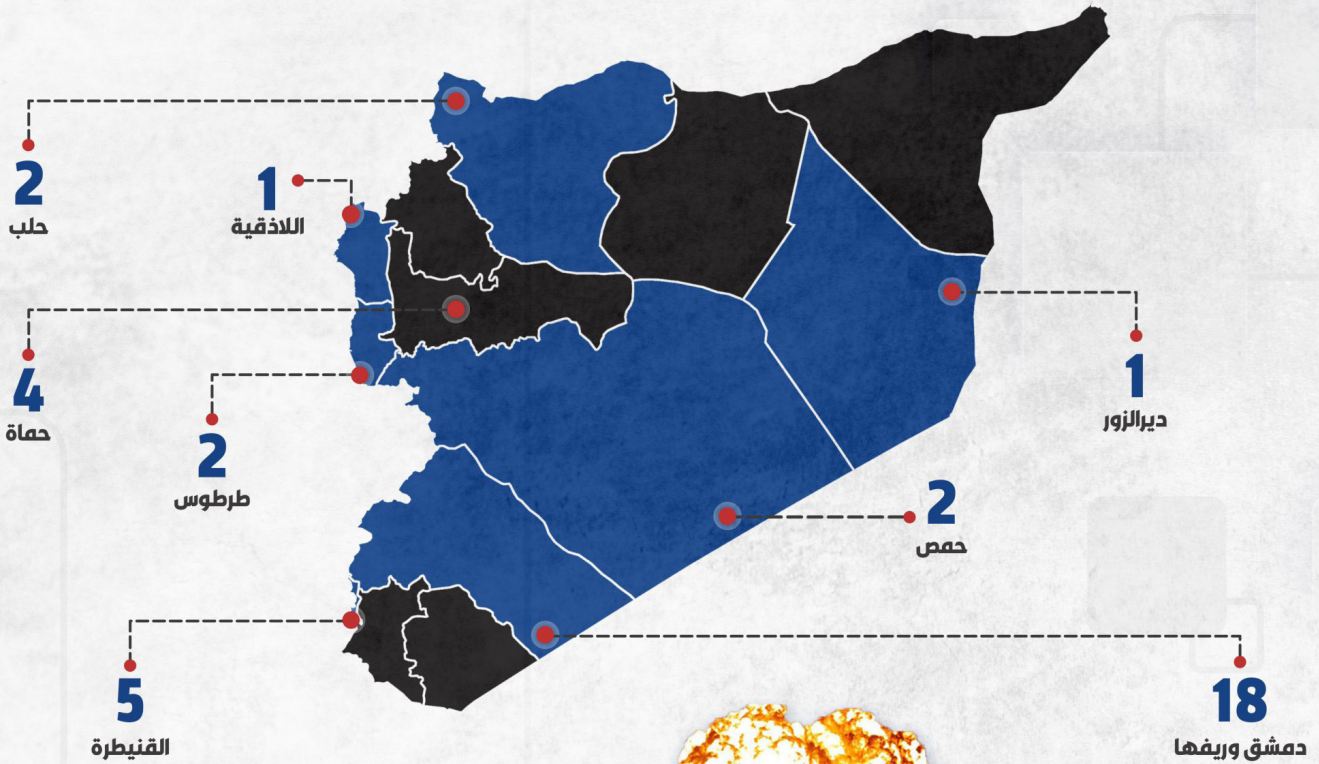 2
حلب
1
اللاذقية
4
حماة
2
طرطوس
1
ديرالزور
2
حمص
5
القنيطرة
18
دمشق وريفها